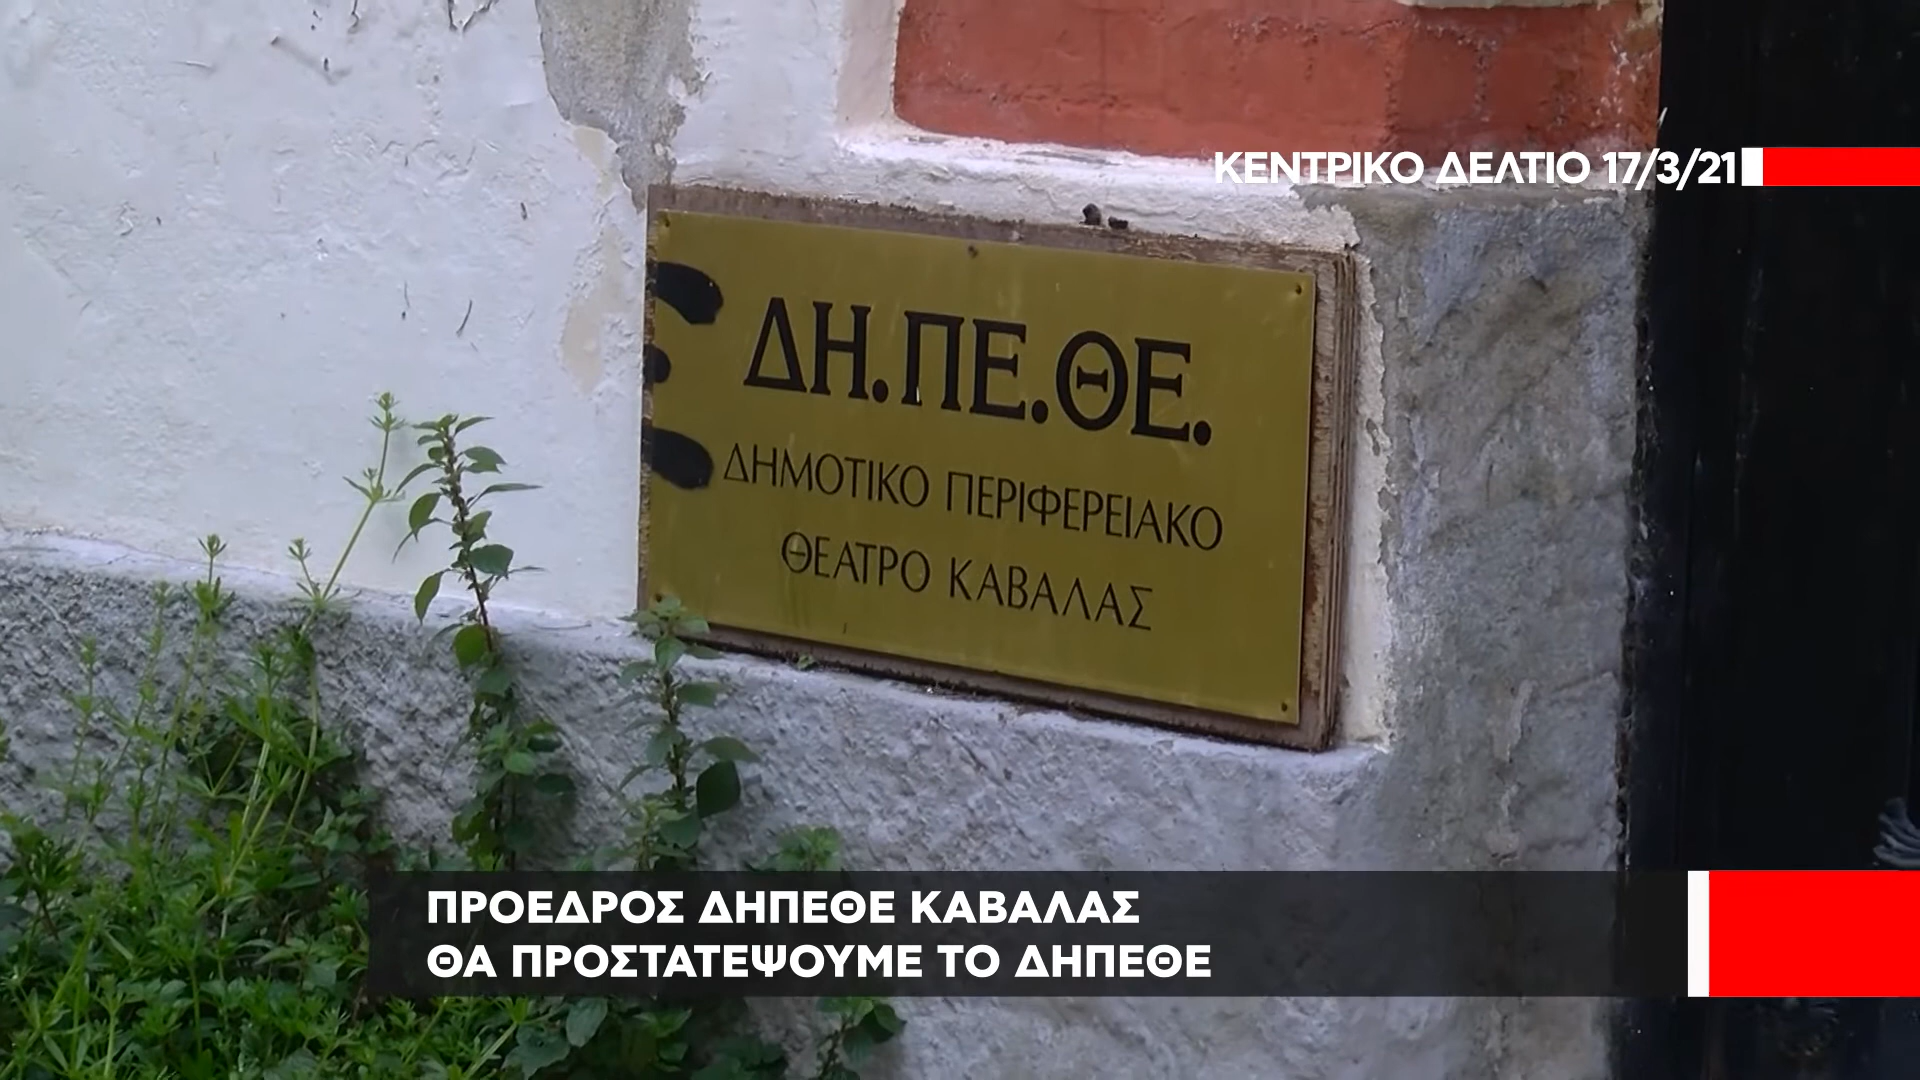 ΚΕΝΤΡΙΚΟ ΔΕΛΤΙΟ 17/3/21
ΔΗ.ΠΕ.ΘΕ.
ΔΗΜΟΤΙΚΟ ΠΕΡΙΦΕΡΕΙΑΚΟ
ΘΕΑΤΡΟ ΚΑΒΑΛΑΣ
ΠΡΟΕΔΡΟΣ ΔΗΠΕΘΕ ΚΑΒΑΛΑΣ
ΘΑ ΠΡΟΣΤΑΤΕΨΟΥΜΕ ΤΟ ΔΗΠΕΘΕ